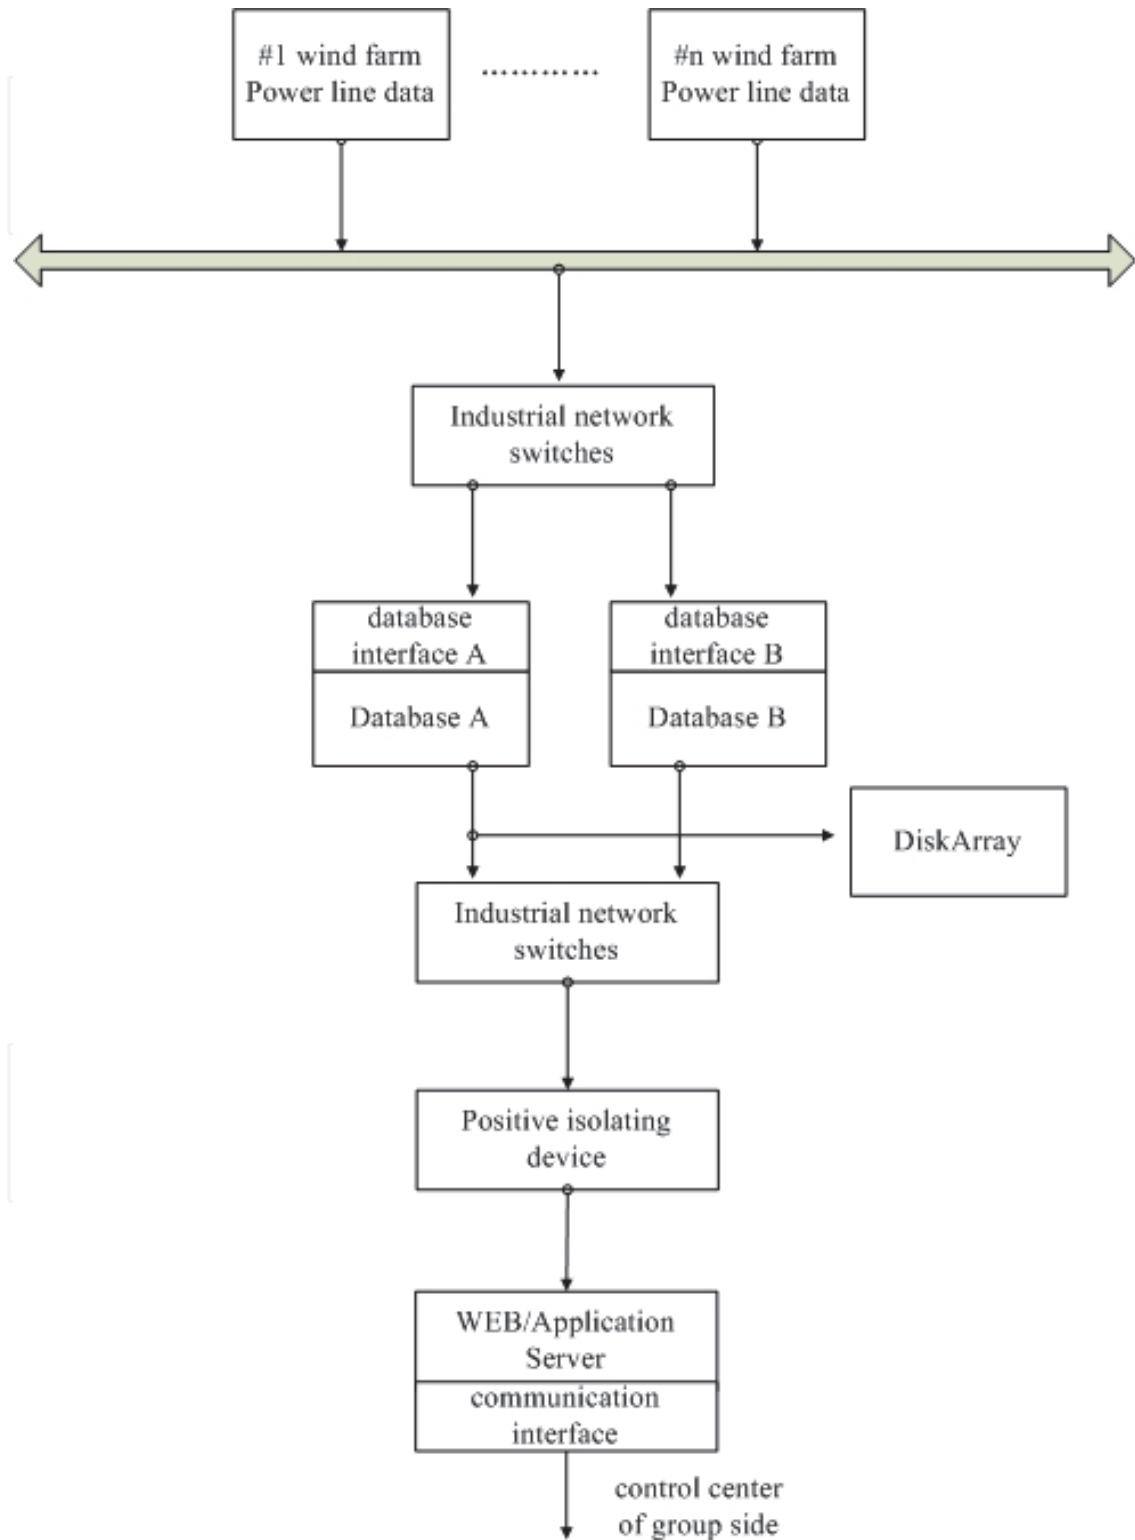 #1 wind farm
Power line data
............
#n wind farm
Power line data
Industrial network
switches
database
interface A
Database A
database
interface B
Database B
DiskArray
Industrial network
switches
Positive isolating
device
WEB/Application
Server
communication
interface
control center
of group side